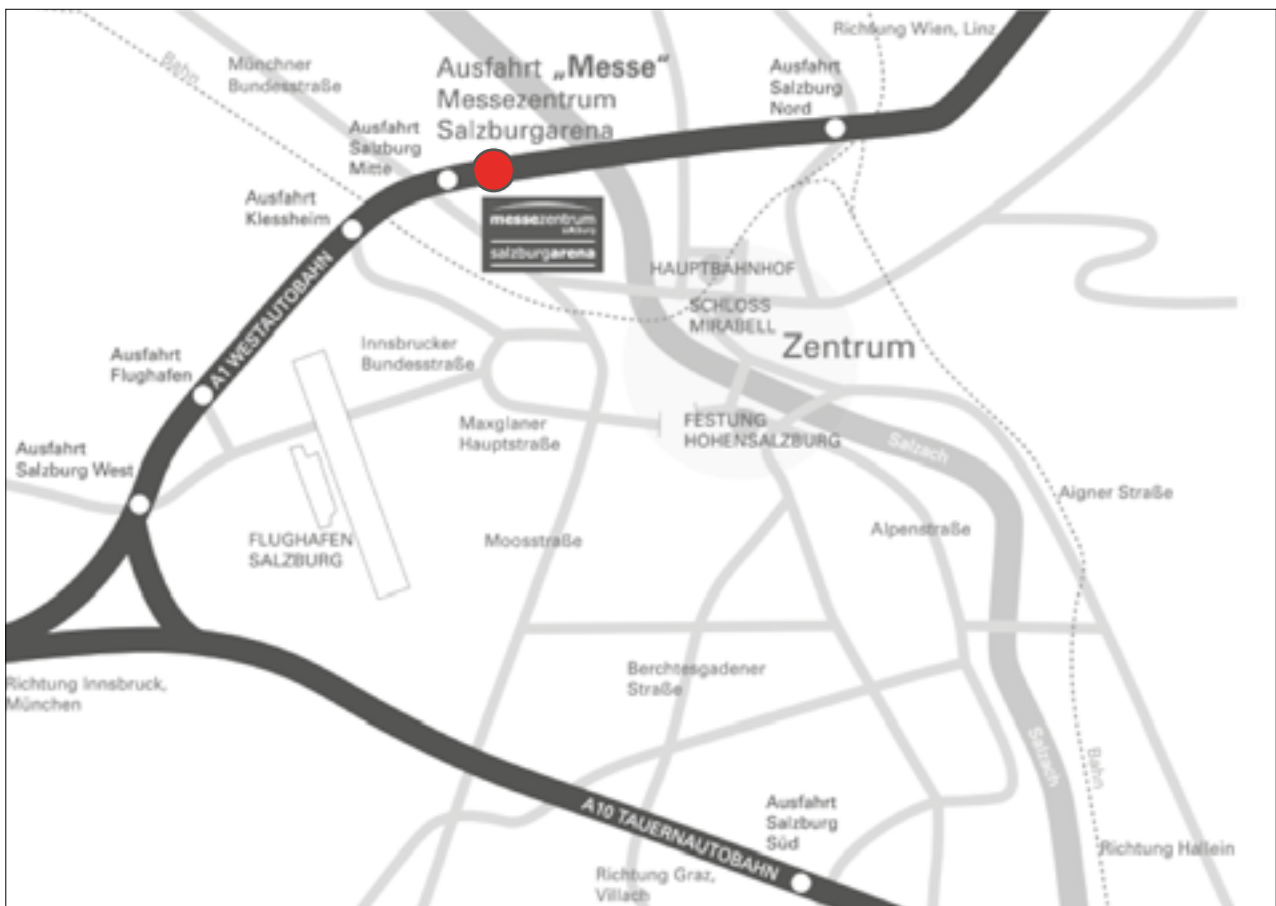 Richtung Wien, Linz
Bahn
Münchner
Bundesstraße
Ausfahrt „Messe“
Messezentrum
Salzburgarena
Ausfahrt
Salzburg
Nord
Ausfahrt
Salzburg
Mitte
Ausfahrt
Klessheim
messezentrum
salzburg
salzburgarena
HAUPTBAHNHOF
SCHLOSS
MIRABELL
Zentrum
A1 WESTAUTOBAHN
Innsbrucker
Bundesstraße
Ausfahrt
Flughafen
Maxglaner
Hauptstraße
FESTUNG
HOHENSALZBURG
Salzach
Ausfahrt
Salzburg West
Aigner Straße
FLUGHAFEN
SALZBURG
Moosstraße
Alpenstraße
Berchtesgadener
Straße
Richtung Innsbruck,
München
Salzach
Bahn
A10 TAUERNAUTOBAHN
Ausfahrt
Salzburg
Süd
Richtung Hallein
Richtung Graz,
Villach